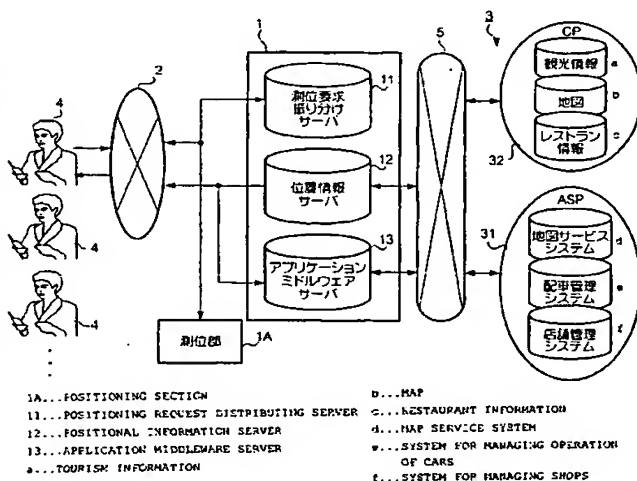 1
2
4
4
4
11
測位要求
振り分け
サーバ
12
位置情報
サーバ
13
アプリケーション
ミドルウェア
サーバ
測位部
1A
5
3
CP
観光情報
a
地図
b
レストラン
情報
c
32
ASP
31
地図サービス
システム
d
配車管理
システム
e
店舗管理
システム
f
1A...POSITIONING SECTION
11...POSITIONING REQUEST DISTRIBUTING SERVER
12...POSITIONAL INFORMATION SERVER
13...APPLICATION MIDDLEWARE SERVER
a...TOURISM INFORMATION
b...MAP
c...RESTAURANT INFORMATION
d...MAP SERVICE SYSTEM
e...SYSTEM FOR MANAGING OPERATION
OF CARS
f...SYSTEM FOR MANAGING SHOPS